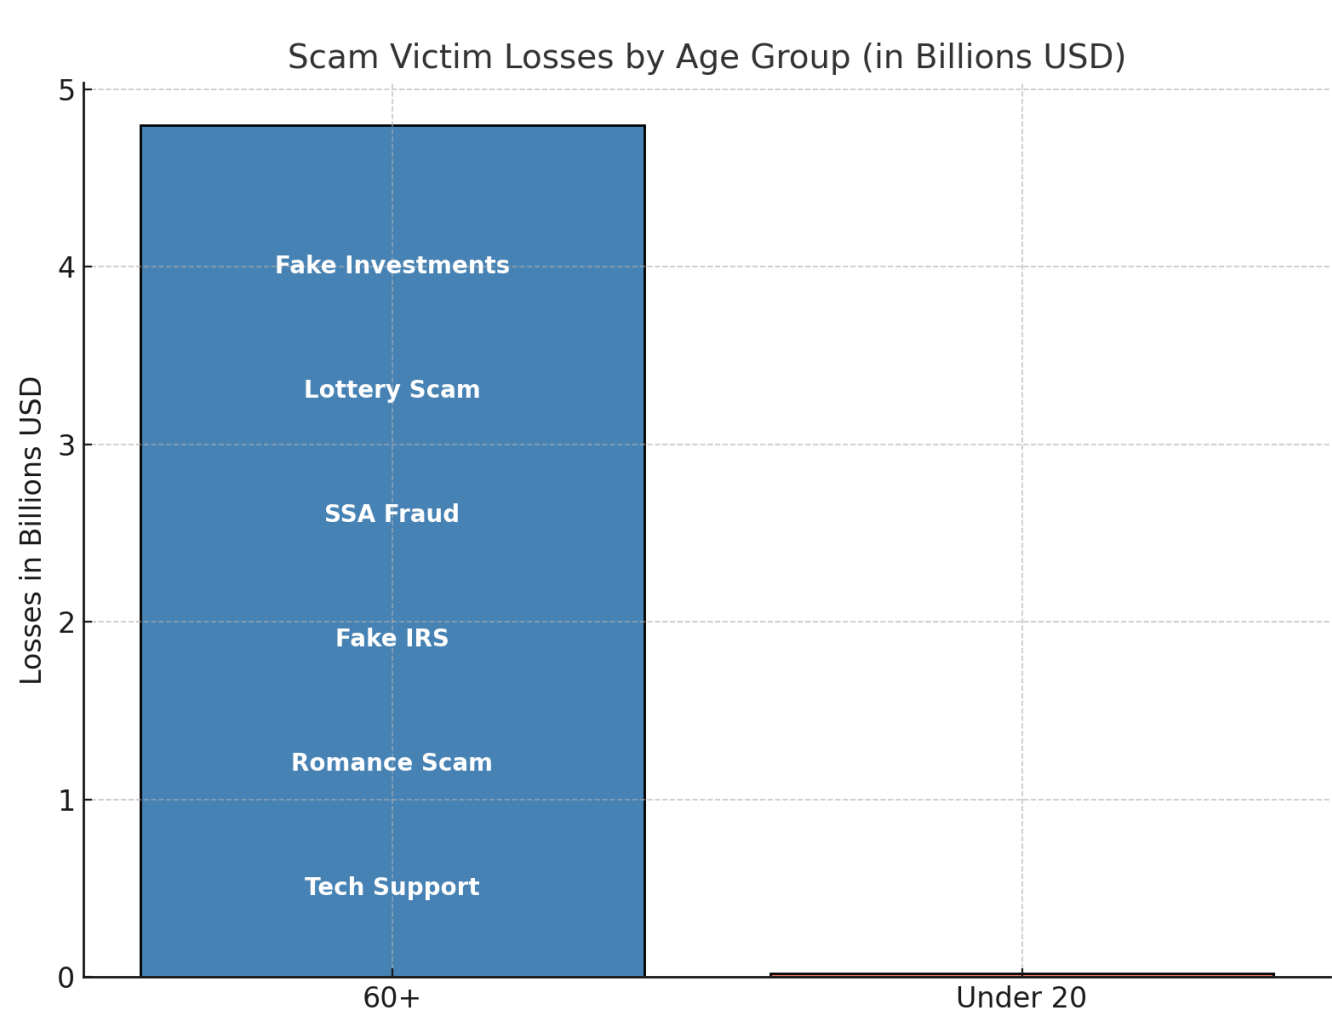 Scam Victim Losses by Age Group (in Billions USD)
5
4
3
2
1
0
Losses in Billions USD
Fake Investments
Lottery Scam
SSA Fraud
Fake IRS
Romance Scam
Tech Support
60+
Under 20